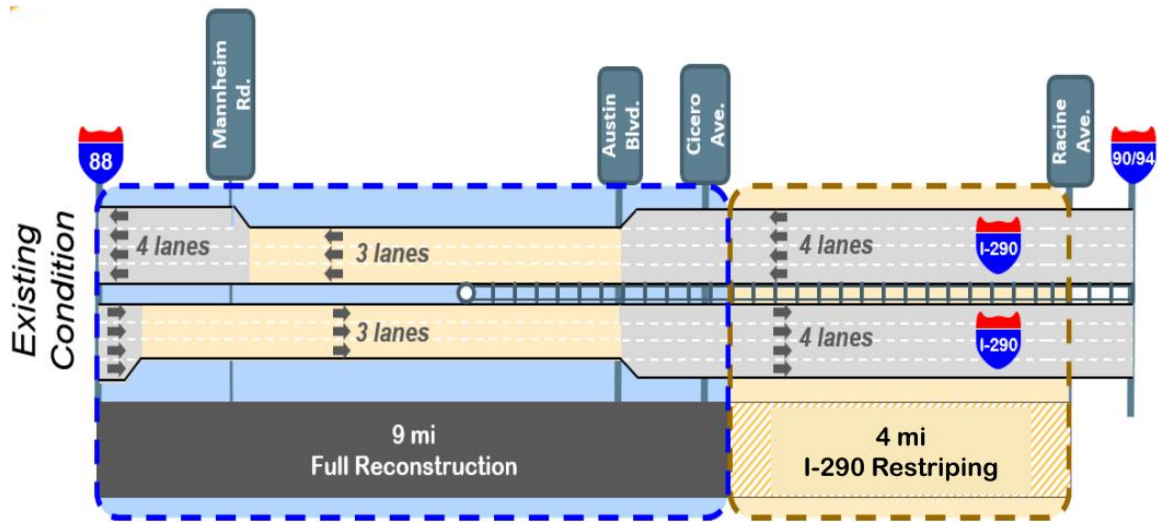 Existing
Condition
88
Mannheim
Rd.
Austin
Blvd.
Cicero
Ave.
Racine
Ave.
90/94
4 lanes
3 lanes
4 lanes
I-290
3 lanes
4 lanes
I-290
9 mi
Full Reconstruction
4 mi
I-290 Restriping